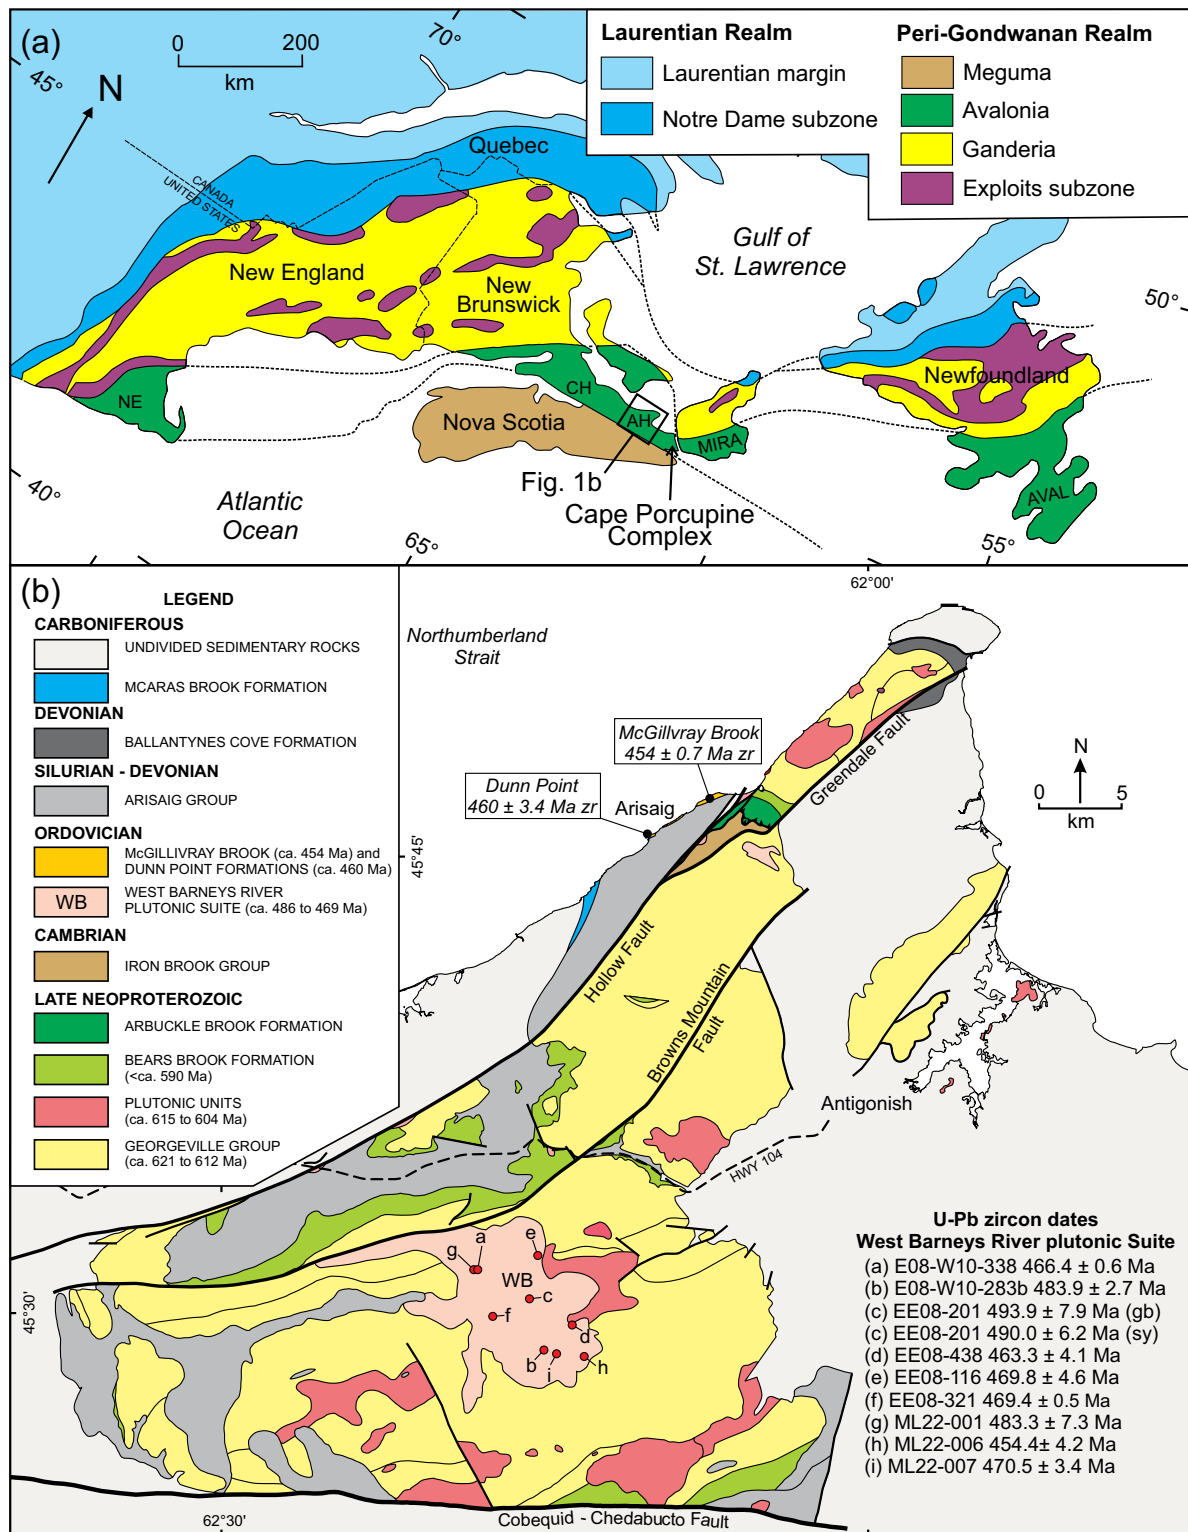 (a)
0 200
km
70°
45°
N
Laurentian Realm
Laurentian margin
Notre Dame subzone
Peri-Gondwanan Realm
Meguma
Avalonia
Ganderia
Exploits subzone
CANADA
UNITED STATES
Quebec
New England
New
Brunswick
Gulf of
St. Lawrence
50°
Newfoundland
NE
CH
AH
Nova Scotia
MIRA
AVAL
Fig. 1b
Cape Porcupine
Complex
Atlantic
Ocean
40°
65°
55°
(b)
LEGEND
CARBONIFEROUS
UNDIVIDED SEDIMENTARY ROCKS
MCARAS BROOK FORMATION
DEVONIAN
BALLANTYNES COVE FORMATION
SILURIAN - DEVONIAN
ARISAIG GROUP
ORDOVICIAN
McGILLIVRAY BROOK (ca. 454 Ma) and
DUNN POINT FORMATIONS (ca. 460 Ma)
WB
WEST BARNEYS RIVER
PLUTONIC SUITE (ca. 486 to 469 Ma)
CAMBRIAN
IRON BROOK GROUP
LATE NEOPROTEROZOIC
ARBUCKLE BROOK FORMATION
BEARS BROOK FORMATION
(<ca. 590 Ma)
PLUTONIC UNITS
(ca. 615 to 604 Ma)
GEORGEVILLE GROUP
(ca. 621 to 612 Ma)
62°00'
Northumberland
Strait
McGillvray Brook
454 ± 0.7 Ma zr
Dunn Point
460 ± 3.4 Ma zr
Arisaig
Greendale Fault
N
0 5
km
45°45'
Hollow Fault
Browns Mountain
Fault
Antigonish
HWY 104
g
a
e
WB
c
f
d
b
i
h
45°30'
U-Pb zircon dates
West Barneys River plutonic Suite
(a) E08-W10-338 466.4 ± 0.6 Ma
(b) E08-W10-283b 483.9 ± 2.7 Ma
(c) EE08-201 493.9 ± 7.9 Ma (gb)
(c) EE08-201 490.0 ± 6.2 Ma (sy)
(d) EE08-438 463.3 ± 4.1 Ma
(e) EE08-116 469.8 ± 4.6 Ma
(f) EE08-321 469.4 ± 0.5 Ma
(g) ML22-001 483.3 ± 7.3 Ma
(h) ML22-006 454.4± 4.2 Ma
(i) ML22-007 470.5 ± 3.4 Ma
62°30'
Cobequid - Chedabucto Fault